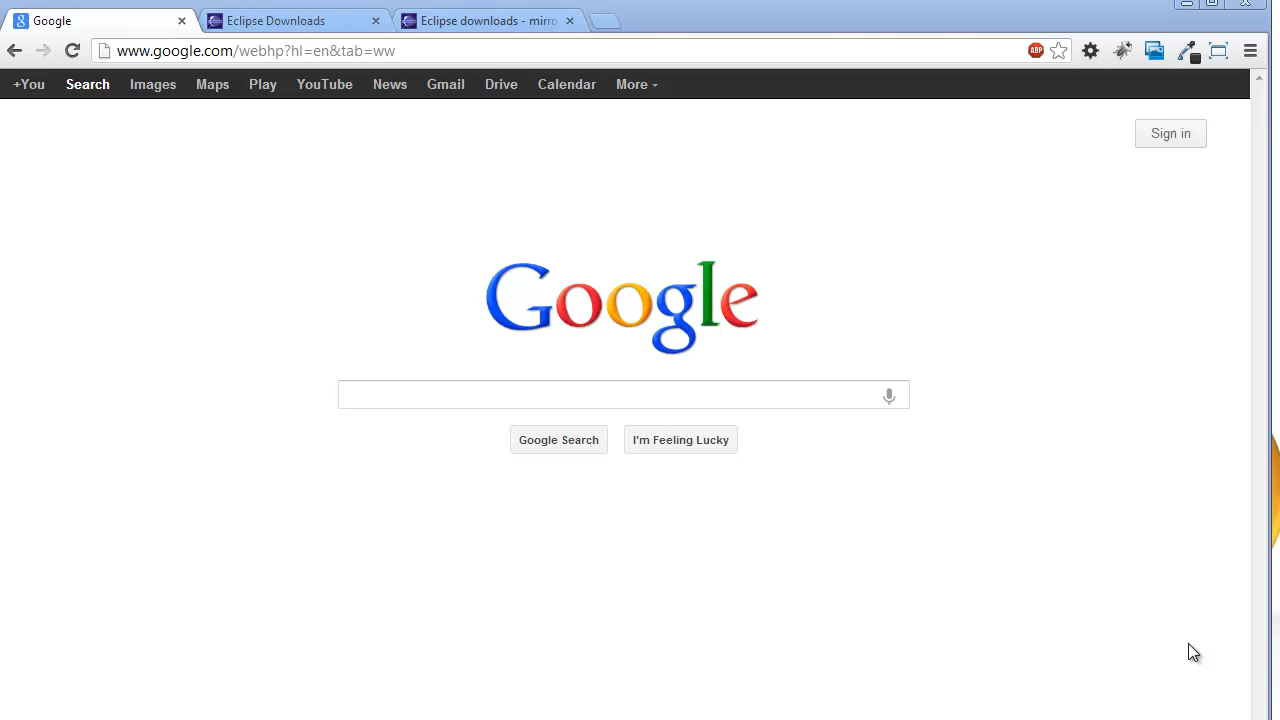 Google
Eclipse Downloads
Eclipse downloads - mirro
www.google.com/webhp?hl=en&tab=ww
ABP
+You Search Images Maps Play YouTube News Gmail Drive Calendar More
Sign in
Google
Google Search I'm Feeling Lucky